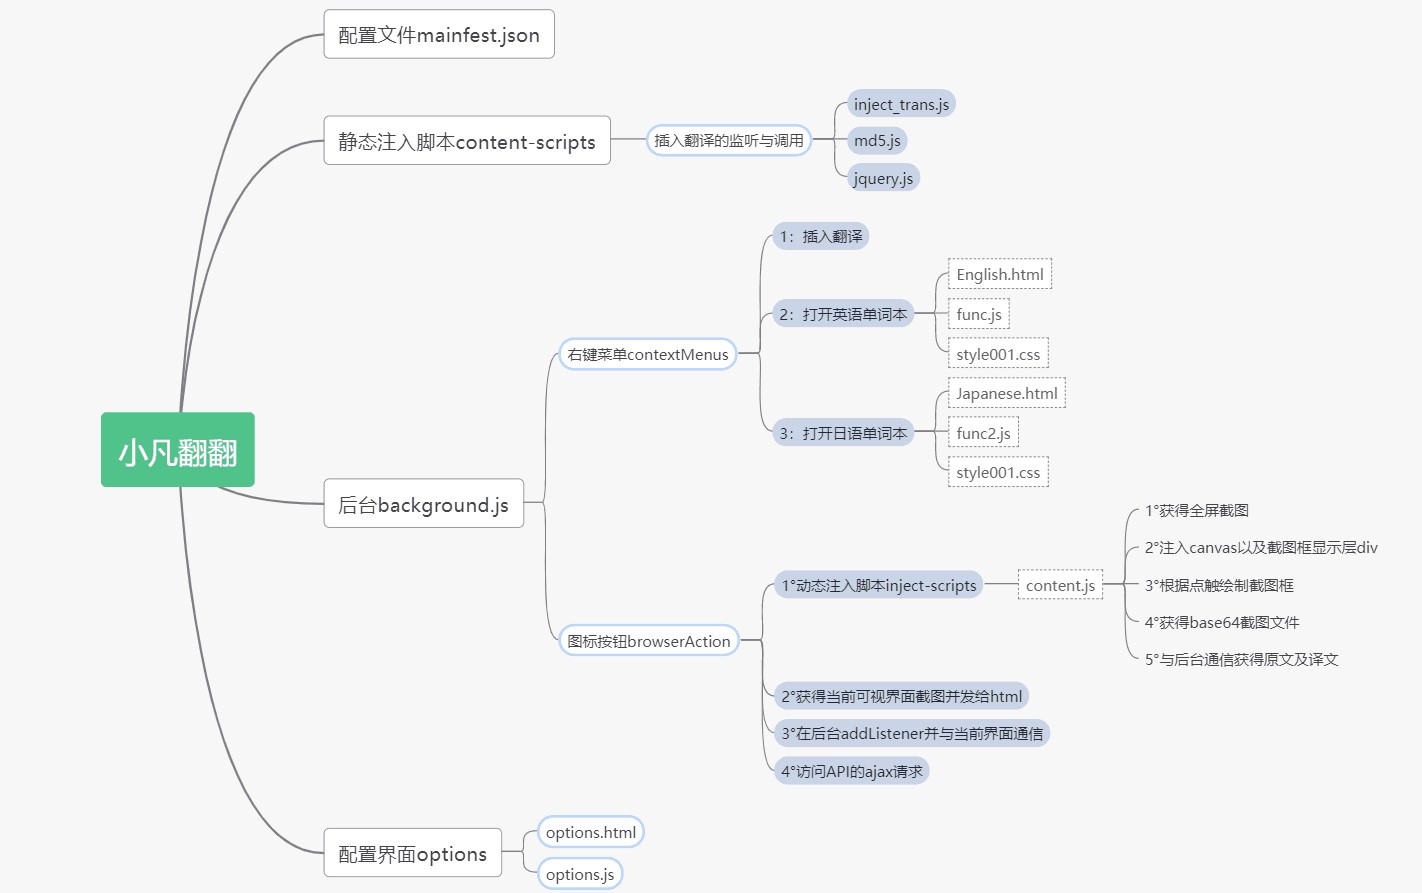 小凡翻翻
配置文件mainfest.json
静态注入脚本content-scripts
插入翻译的监听与调用
inject_trans.js
md5.js
jquery.js
后台background.js
右键菜单contextMenus
1：插入翻译
2：打开英语单词本
English.html
func.js
style001.css
3：打开日语单词本
Japanese.html
func2.js
style001.css
图标按钮browserAction
1°动态注入脚本inject-scripts
content.js
1°获得全屏截图
2°注入canvas以及截图框显示层div
3°根据点触绘制截图框
4°获得base64截图文件
5°与后台通信获得原文及译文
2°获得当前可视界面截图并发给html
3°在后台addListener并与当前界面通信
4°访问API的ajax请求
配置界面options
options.html
options.js